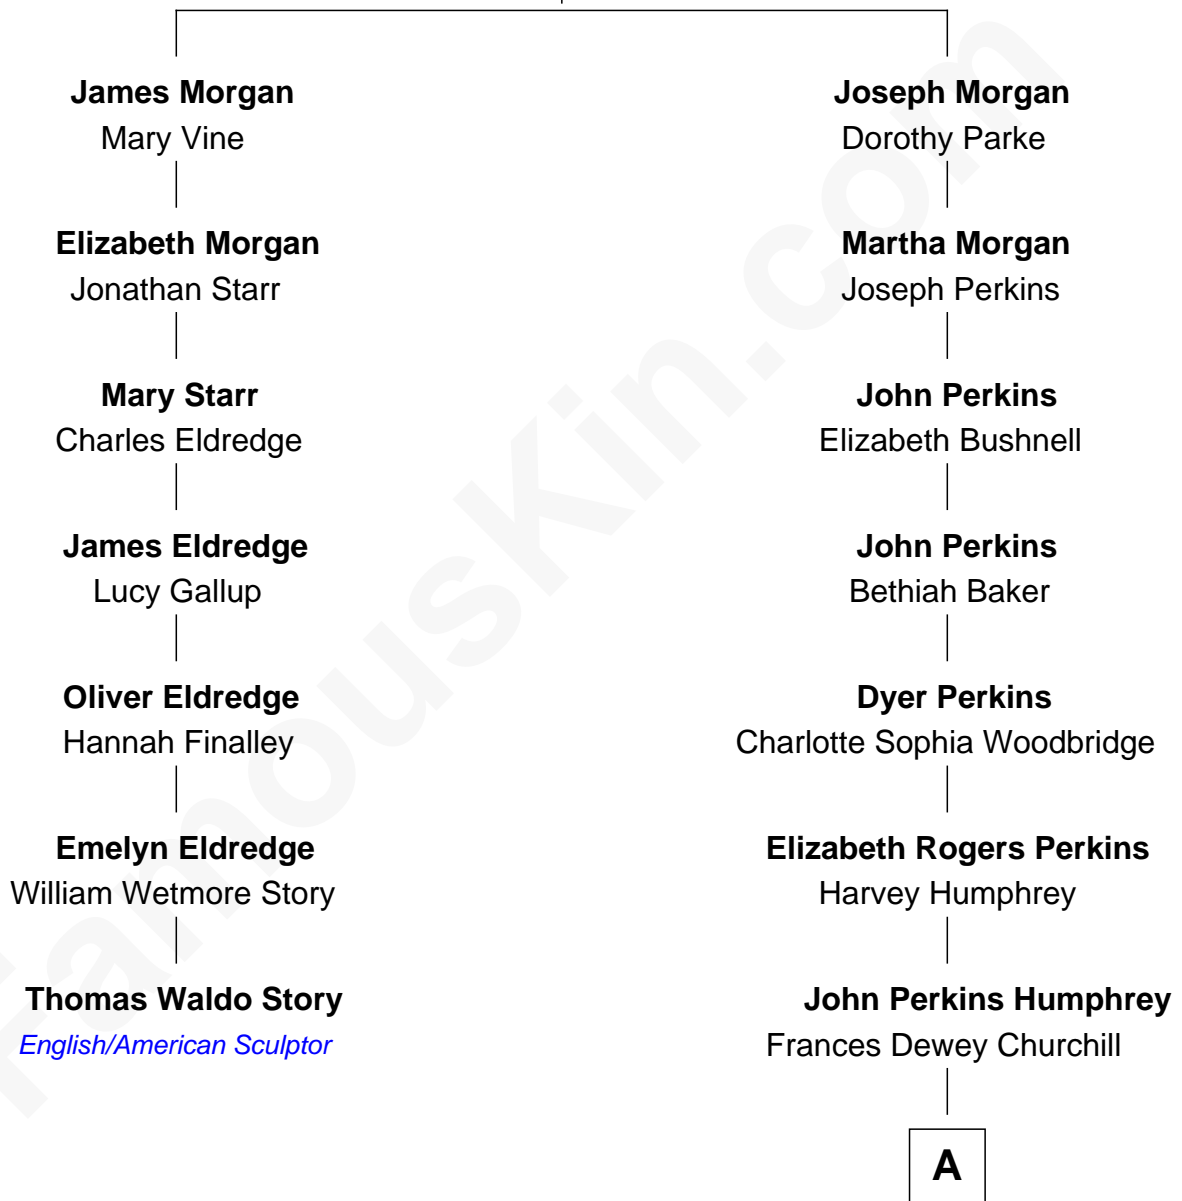 James Morgan
Mary Vine
Joseph Morgan
Dorothy Parke
Elizabeth Morgan
Jonathan Starr
Martha Morgan
Joseph Perkins
Mary Starr
Charles Eldredge
John Perkins
Elizabeth Bushnell
James Eldredge
Lucy Gallup
John Perkins
Bethiah Baker
Oliver Eldredge
Hannah Finalley
Dyer Perkins
Charlotte Sophia Woodbridge
Emelyn Eldredge
William Wetmore Story
Elizabeth Rogers Perkins
Harvey Humphrey
Thomas Waldo Story
English/American Sculptor
John Perkins Humphrey
Frances Dewey Churchill
A
FamousKin.com